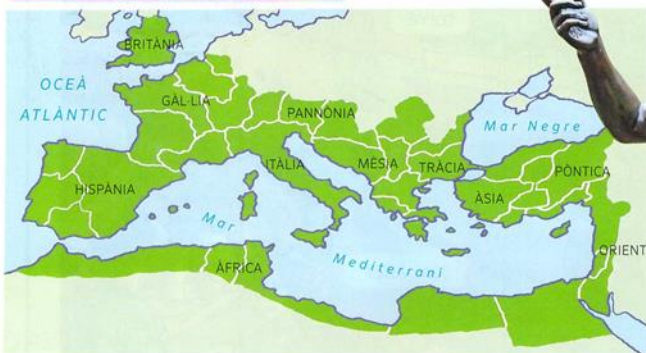 BRITÀNIA
OCEÀ
ATLÀNTIC
GÀL·LIA
PANNÒNIA
Mar Negre
ITÀLIA
MÈSIA
TRÀCIA
PÒNTICA
HISPÀNIA
ÀSIA
Mar
Mediterrani
ÀFRICA
ORIENT